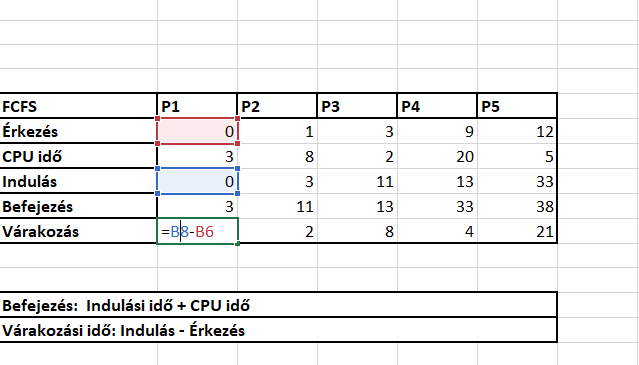 FCFS P1 P2 P3 P4 P5
Érkezés 0 1 3 9 12
CPU idő 3 8 2 20 5
Indulás 0 3 11 13 33
Befejezés 3 11 13 33 38
Várakozás =B8-B6 2 8 4 21
Befejezés: Indulási idő + CPU idő
Várakozási idő: Indulás - Érkezés